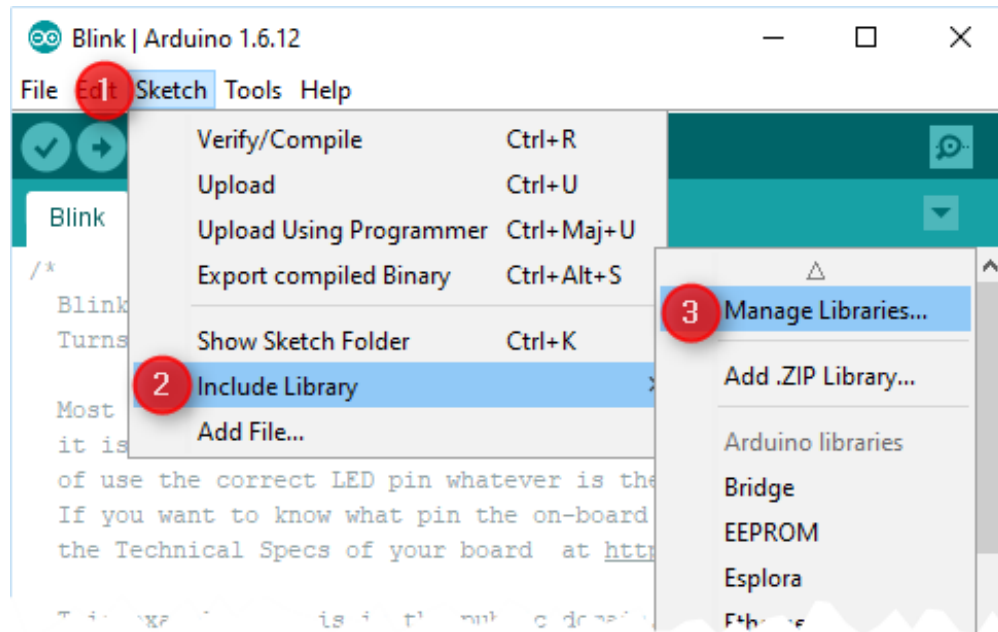 Blink | Arduino 1.6.12
File Sketch Tools Help
1
Verify/Compile Ctrl+R
Upload Ctrl+U
Upload Using Programmer Ctrl+Maj+U
Export compiled Binary Ctrl+Alt+S
Show Sketch Folder Ctrl+K
2 Include Library
Add File...
3 Manage Libraries...
Add .ZIP Library...
Arduino libraries
Bridge
EEPROM
Esplora
Blink
/*
Blink
Turns
Most
it is
of use the correct LED pin whatever is the
If you want to know what pin the on-board
the Technical Specs of your board at